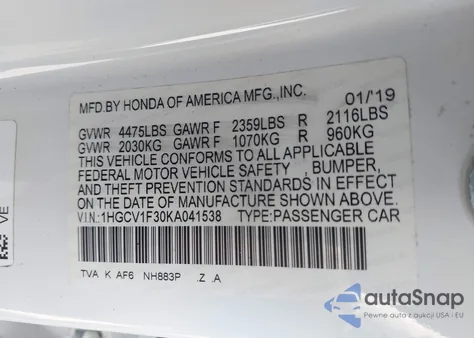 MFD BY HONDA OF AMERICA MFG.,INC. 01/'19
GVWR 4475LBS GAWR F 2359LBS R 2116LBS
GVWR 2030KG GAWR F 1070KG R 960KG
THIS VEHICLE CONFORMS TO ALL APPLICABLE
FEDERAL MOTOR VEHICLE SAFETY , BUMPER,
AND THEFT PREVENTION STANDARDS IN EFFECT
ON THE DATE OF MANUFACTURE SHOWN ABOVE.
V.I.N.:1HGCV1F30KA041538 TYPE:PASSENGER CAR
TVA K AF6 NH883P .Z .A
VE
autoSnap
Pewne auto z aukcji USA i EU